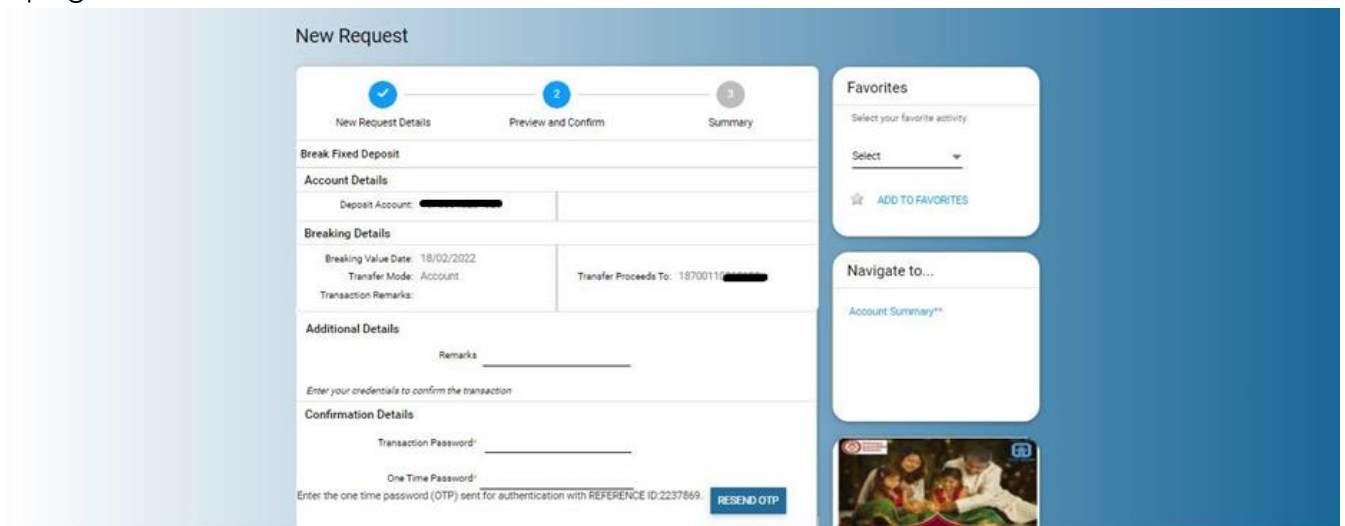 New Request
2
3
New Request Details
Preview and Confirm
Summary
Break Fixed Deposit
Account Details
Deposit Account:
Breaking Details
Breaking Value Date: 18/02/2022
Transfer Mode: Account
Transfer Proceeds To: 18700110
Transaction Remarks:
Additional Details
Remarks
Enter your credentials to confirm the transaction
Confirmation Details
Transaction Password*
One Time Password*
Enter the one time password (OTP) sent for authentication with REFERENCE ID:2237869.
RESEND OTP
Favorites
Select your favorite activity
Select
ADD TO FAVORITES
Navigate to...
Account Summary**